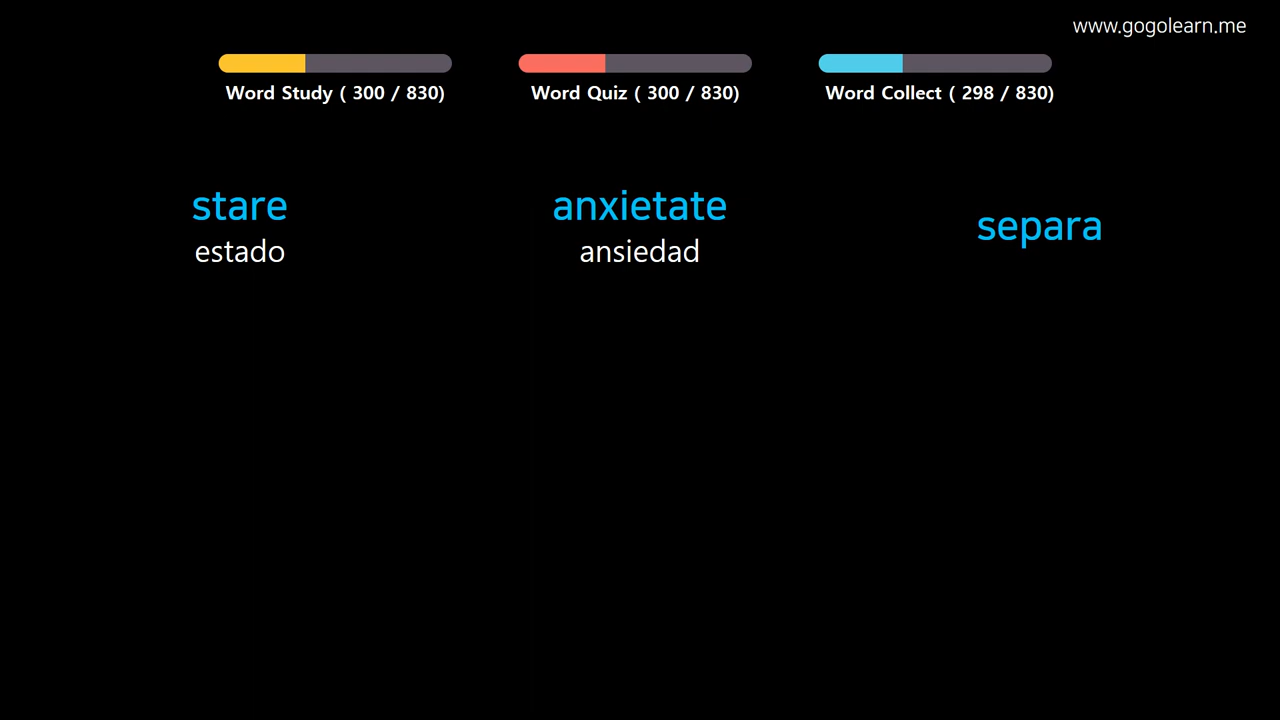 www.gogolearn.me
Word Study ( 300 / 830)
Word Quiz ( 300 / 830)
Word Collect ( 298 / 830)
stare
estado
anxietate
ansiedad
separa